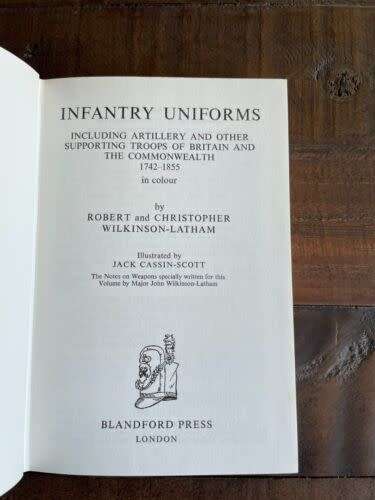 INFANTRY UNIFORMS
INCLUDING ARTILLERY AND OTHER
SUPPORTING TROOPS OF BRITAIN AND
THE COMMONWEALTH
1742–1855
in colour
by
ROBERT and CHRISTOPHER
WILKINSON-LATHAM
Illustrated by
JACK CASSIN-SCOTT
The Notes on Weapons specially written for this
Volume by Major John Wilkinson-Latham
BLANDFORD PRESS
LONDON